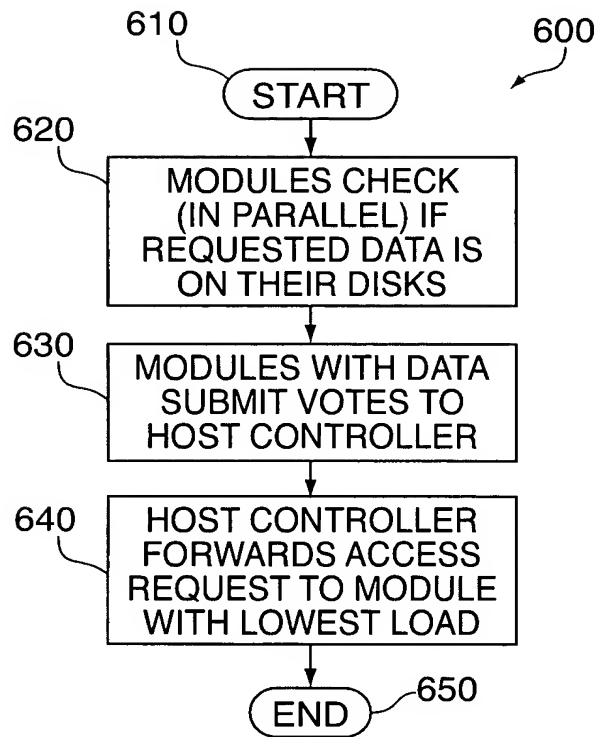 610
600
START
620
MODULES CHECK
(IN PARALLEL) IF
REQUESTED DATA IS
ON THEIR DISKS
630
MODULES WITH DATA
SUBMIT VOTES TO
HOST CONTROLLER
640
HOST CONTROLLER
FORWARDS ACCESS
REQUEST TO MODULE
WITH LOWEST LOAD
END
650